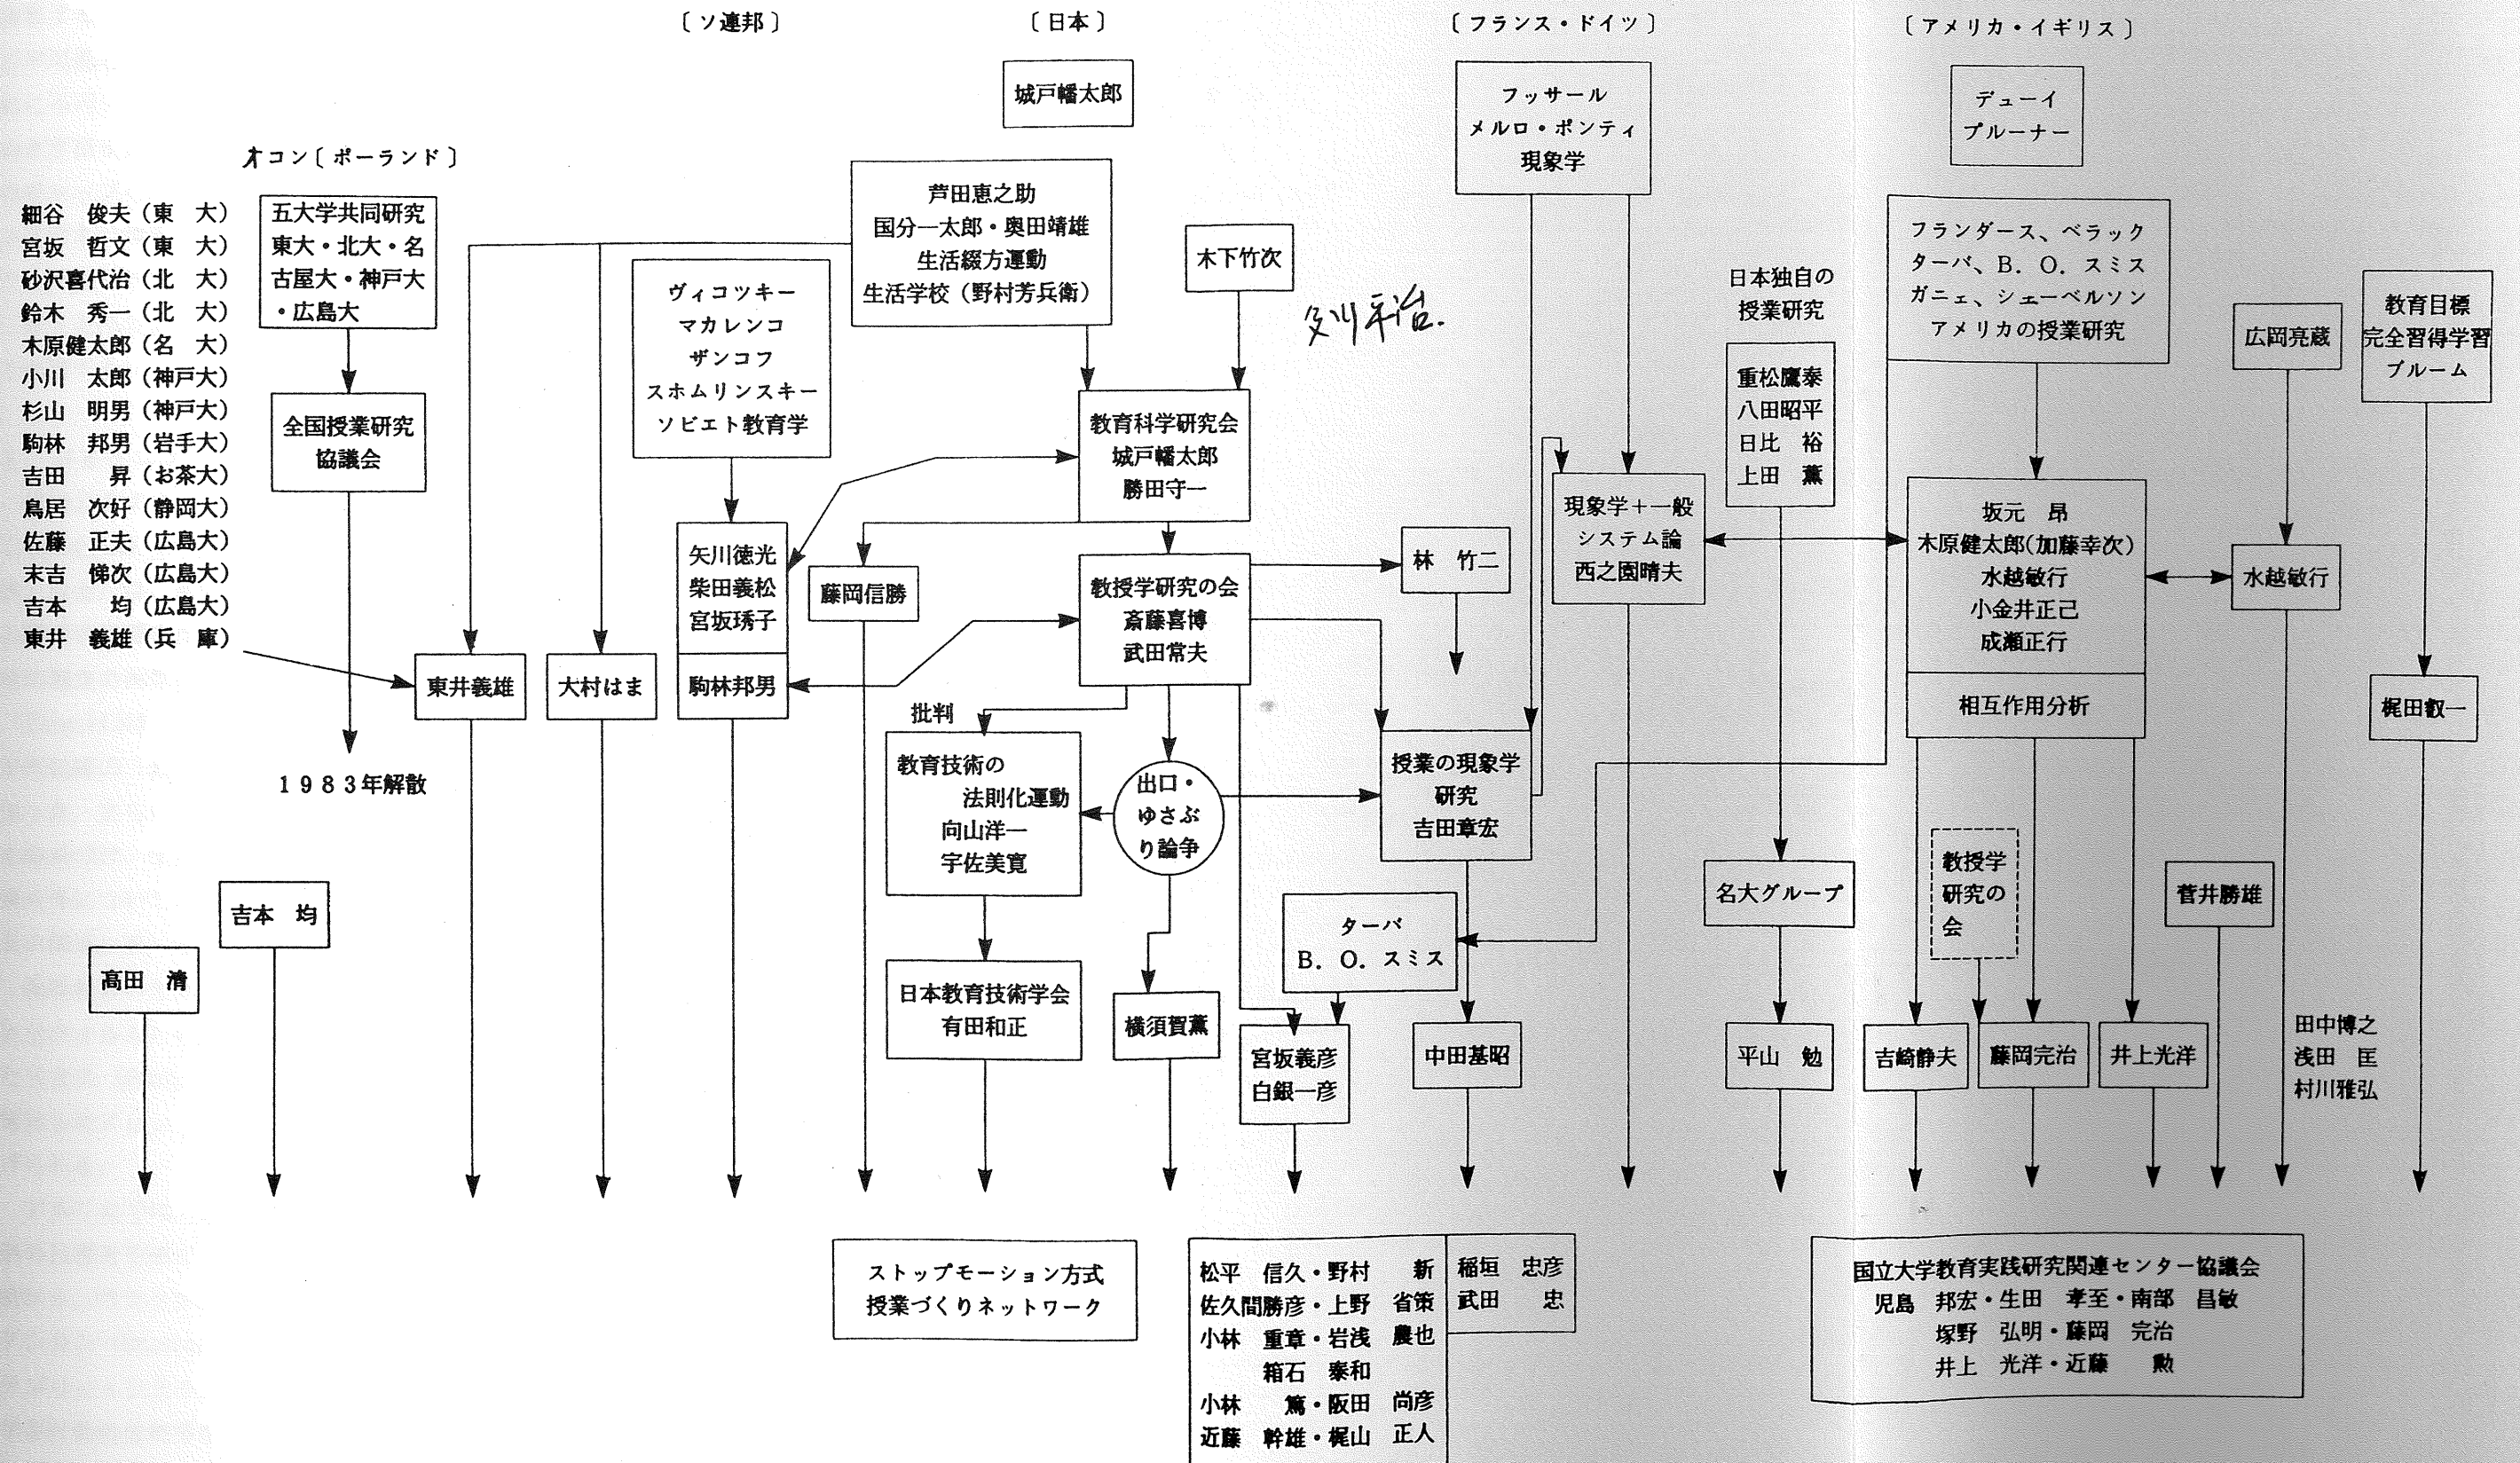 〔ソ連邦〕
〔日本〕
〔フランス・ドイツ〕
〔アメリカ・イギリス〕
城戸幡太郎
フッサール
メルロ・ポンティ
現象学
デューイ
ブルーナー
オコン〔ポーランド〕
細谷　俊夫（東　大）
宮坂　哲文（東　大）
砂沢喜代治（北　大）
鈴木　秀一（北　大）
木原健太郎（名　大）
小川　太郎（神戸大）
杉山　明男（神戸大）
駒林　邦男（岩手大）
吉田　　昇（お茶大）
鳥居　次好（静岡大）
佐藤　正夫（広島大）
末吉　悌次（広島大）
吉本　　均（広島大）
東井　義雄（兵　庫）
五大学共同研究
東大・北大・名
古屋大・神戸大
・広島大
全国授業研究
協議会
1983年解散
芦田恵之助
国分一太郎・奥田靖雄
生活綴方運動
生活学校（野村芳兵衛）
木下竹次
ヴィコツキー
マカレンコ
ザンコフ
スホムリンスキー
ソビエト教育学
及川平治.
日本独自の
授業研究
重松鷹泰
八田昭平
日比　裕
上田　薫
フランダース、ベラック
ターバ、B．O．スミス
ガニェ、シェーベルソン
アメリカの授業研究
広岡亮蔵
教育目標
完全習得学習
ブルーム
教育科学研究会
城戸幡太郎
勝田守一
矢川徳光
柴田義松
宮坂琇子
駒林邦男
藤岡信勝
教授学研究の会
斎藤喜博
武田常夫
林　竹二
現象学＋一般
システム論
西之園晴夫
坂元　昂
木原健太郎(加藤幸次)
水越敏行
小金井正己
成瀬正行
相互作用分析
水越敏行
梶田叡一
東井義雄
大村はま
批判
教育技術の
法則化運動
向山洋一
宇佐美寛
出口・
ゆさぶ
り論争
授業の現象学
研究
吉田章宏
吉本　均
高田　清
ターバ
B．O．スミス
名大グループ
教授学
研究の
会
菅井勝雄
日本教育技術学会
有田和正
横須賀薫
宮坂義彦
白銀一彦
中田基昭
平山　勉
吉崎静夫
藤岡完治
井上光洋
田中博之
浅田　匡
村川雅弘
ストップモーション方式
授業づくりネットワーク
松平　信久・野村　　新
佐久間勝彦・上野　省策
小林　重章・岩浅　農也
箱石　泰和
小林　　篤・阪田　尚彦
近藤　幹雄・梶山　正人
稲垣　忠彦
武田　　忠
国立大学教育実践研究関連センター協議会
児島　邦宏・生田　孝至・南部　昌敏
塚野　弘明・藤岡　完治
井上　光洋・近藤　　勲